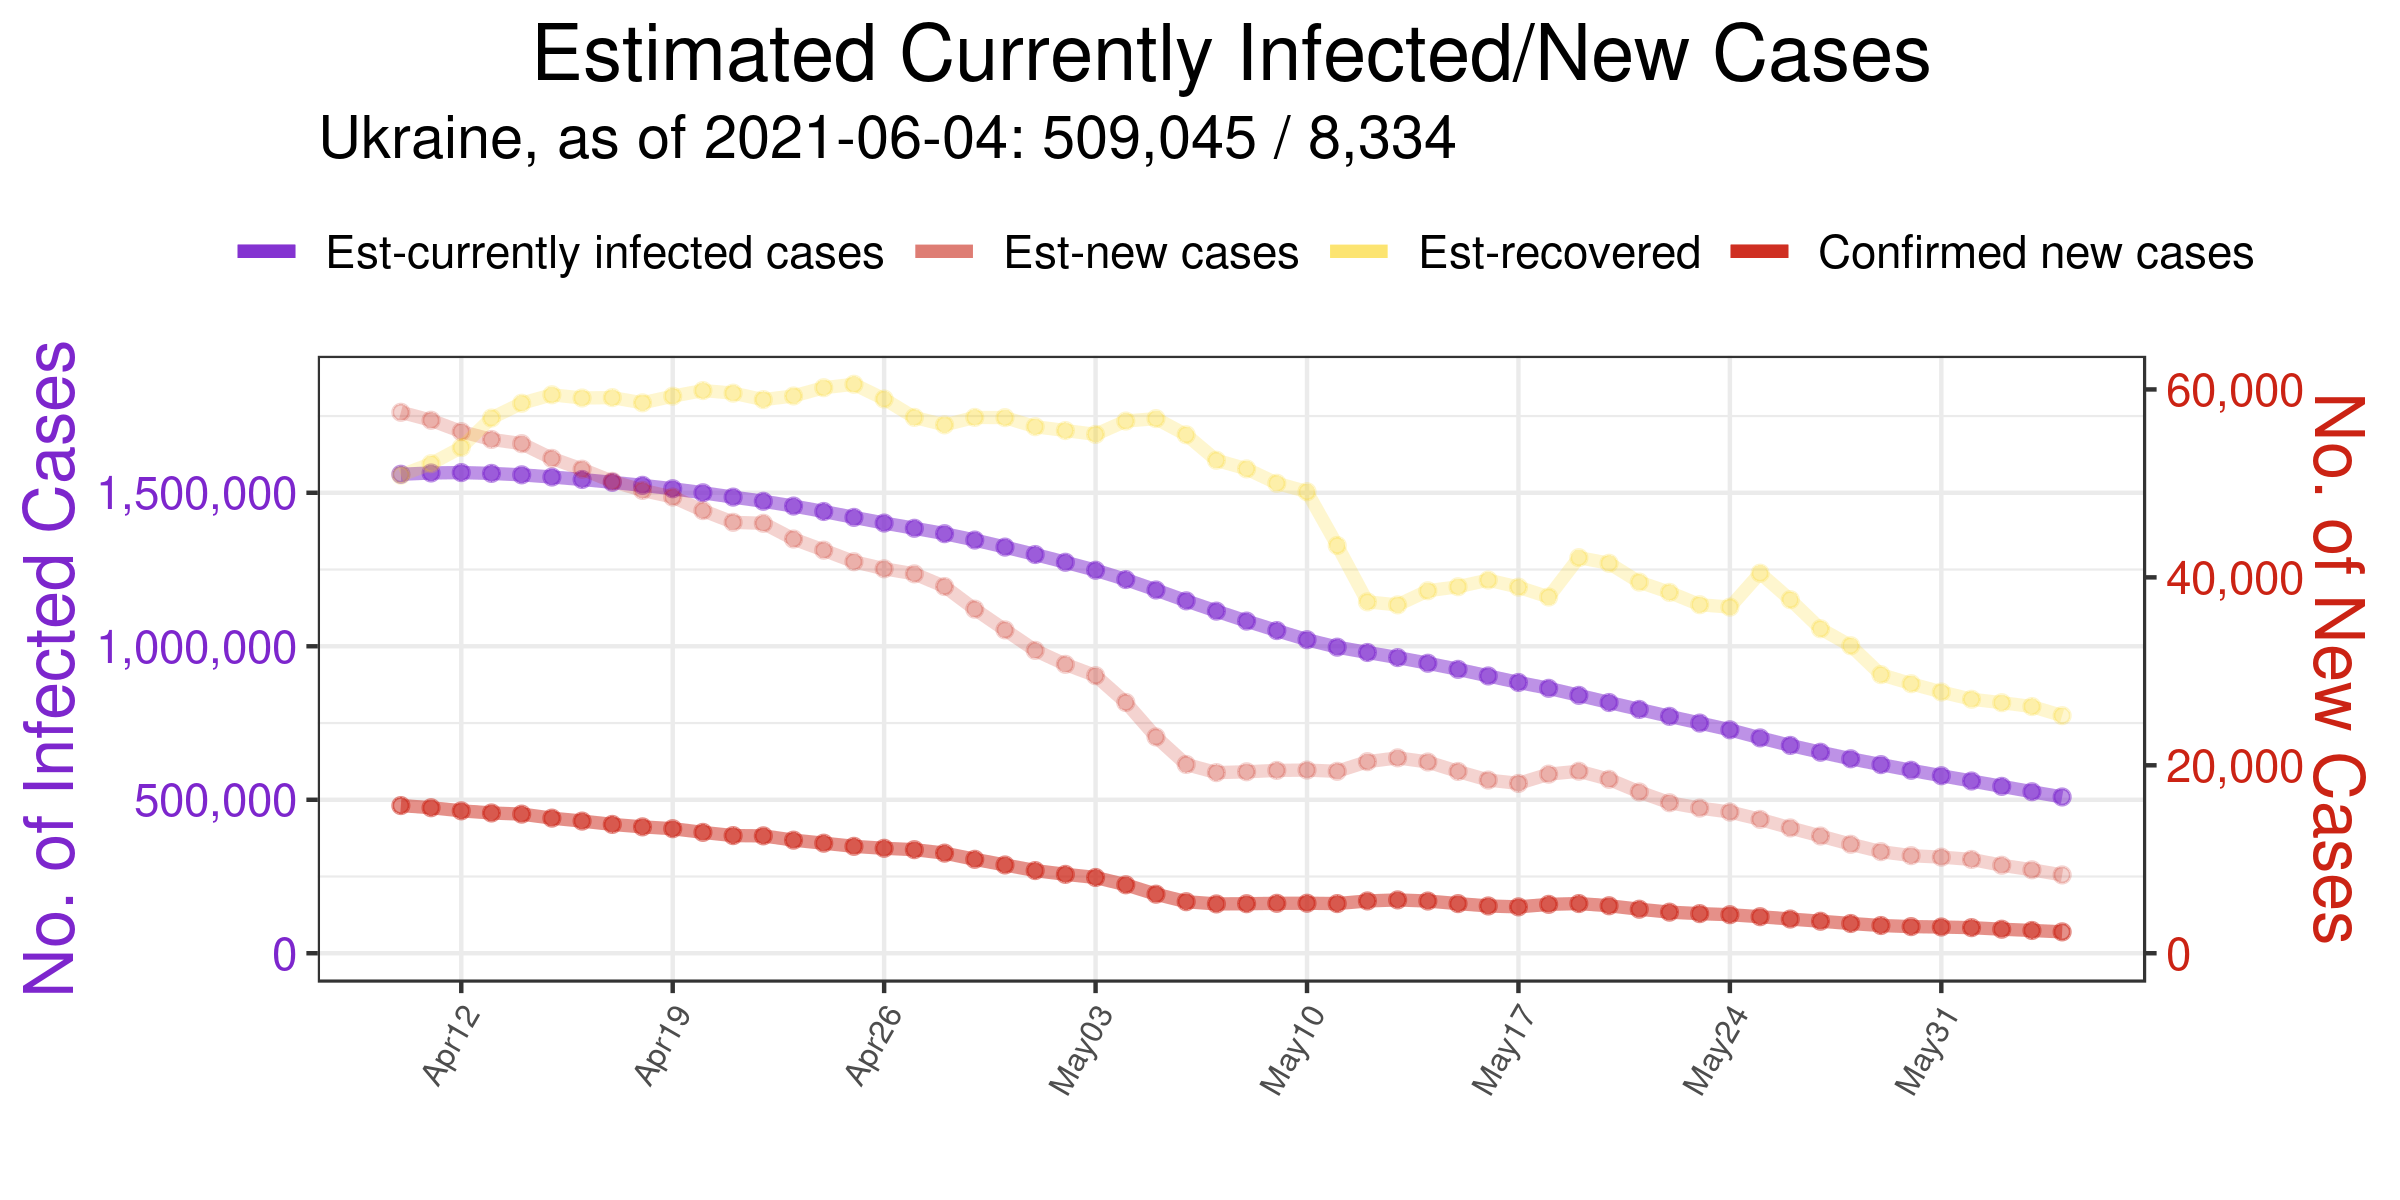 Estimated Currently Infected/New Cases
Ukraine, as of 2021-06-04: 509,045 / 8,334
Est-currently infected cases Est-new cases Est-recovered Confirmed new cases
No. of Infected Cases
1,500,000
1,000,000
500,000
0
60,000
40,000
20,000
0
No. of New Cases
Apr12 Apr19 Apr26 May03 May10 May17 May24 May31